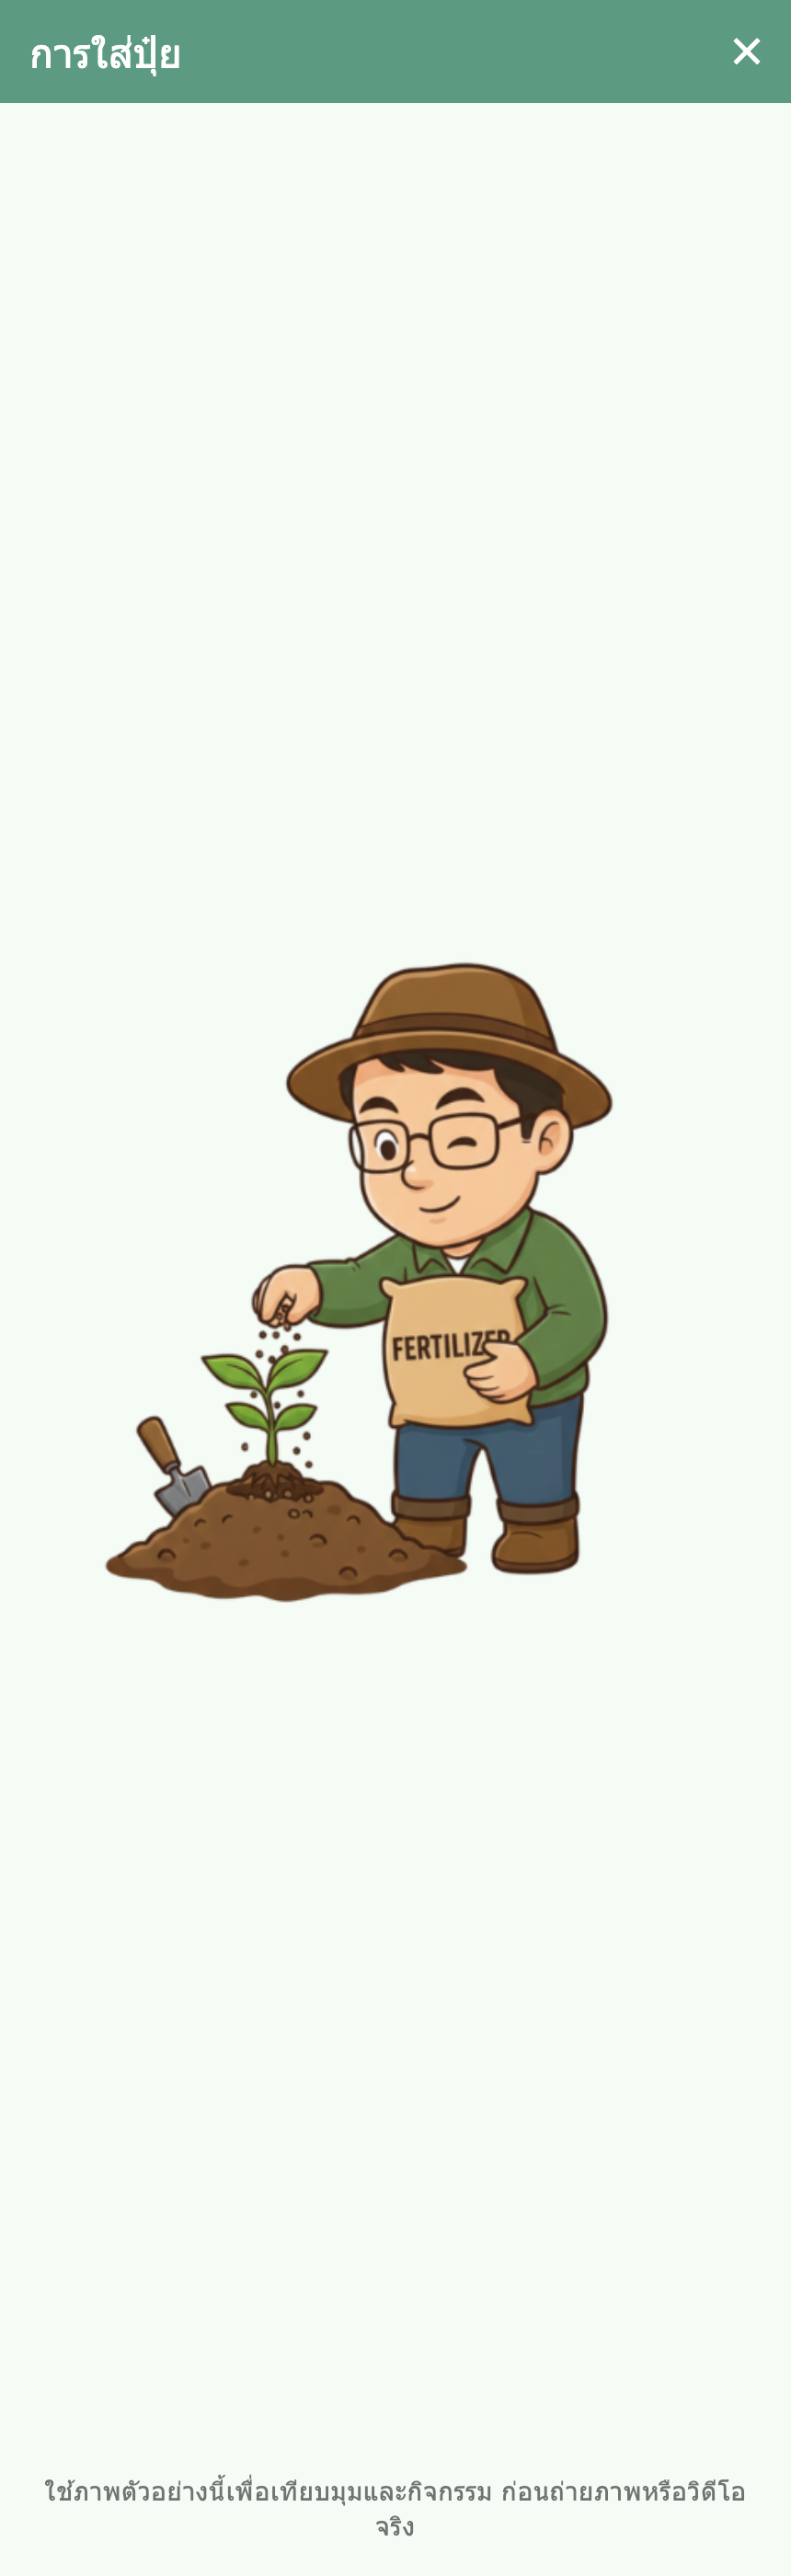 การใส่ปุ๋ย
FERTILIZER
ใช้ภาพตัวอย่างนี้เพื่อเทียบมุมและกิจกรรม ก่อนถ่ายภาพหรือวิดีโอ
จริง